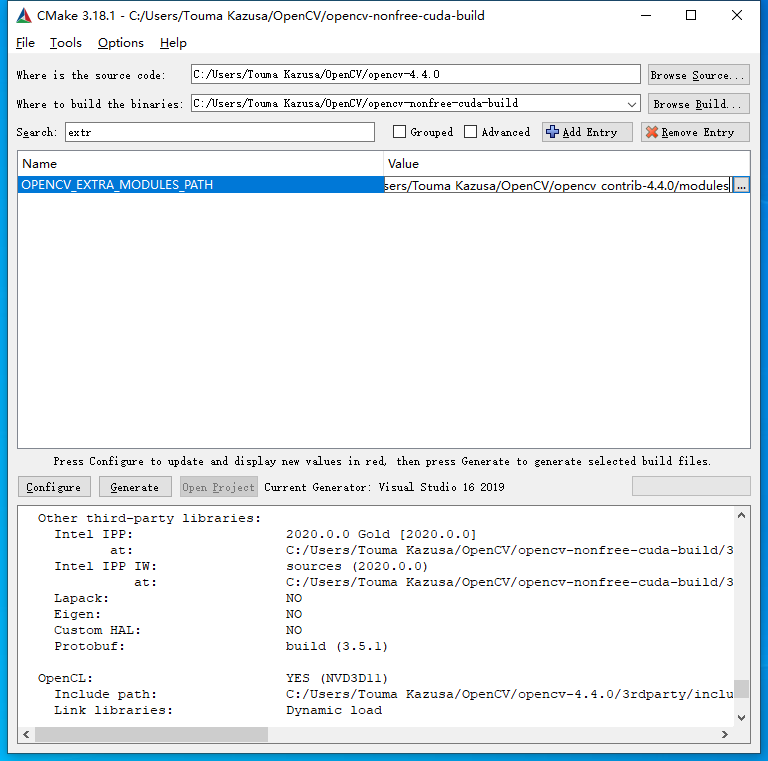 CMake 3.18.1 - C:/Users/Touma Kazusa/OpenCV/opencv-nonfree-cuda-build
File Tools Options Help
Where is the source code: C:/Users/Touma Kazusa/OpenCV/opencv-4.4.0 Browse Source...
Where to build the binaries: C:/Users/Touma Kazusa/OpenCV/opencv-nonfree-cuda-build Browse Build...
Search: extr Grouped Advanced Add Entry Remove Entry
Name Value
OPENCV_EXTRA_MODULES_PATH sers/Touma Kazusa/OpenCV/opencv_contrib-4.4.0/modules ...
Press Configure to update and display new values in red, then press Generate to generate selected build files.
Configure Generate Open Project Current Generator: Visual Studio 16 2019
Other third-party libraries:
Intel IPP: 2020.0.0 Gold [2020.0.0]
at: C:/Users/Touma Kazusa/OpenCV/opencv-nonfree-cuda-build/3
Intel IPP IW: sources (2020.0.0)
at: C:/Users/Touma Kazusa/OpenCV/opencv-nonfree-cuda-build/3
Lapack: NO
Eigen: NO
Custom HAL: NO
Protobuf: build (3.5.1)
OpenCL: YES (NVD3D11)
Include path: C:/Users/Touma Kazusa/OpenCV/opencv-4.4.0/3rdparty/inclu
Link libraries: Dynamic load